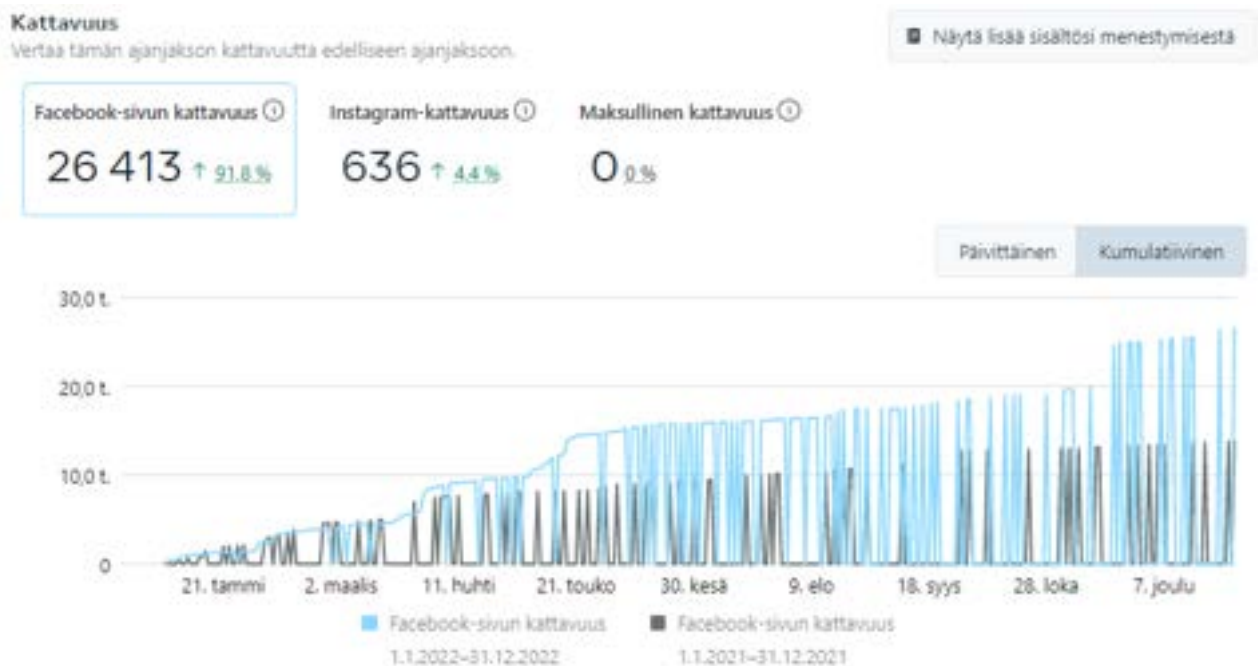 Kattavuus
Vertaa tämän ajanjakson kattavuutta edelliseen ajanjaksoon.
Näytä lisää sisältösi menestymisestä
Facebook-sivun kattavuus
Instagram-kattavuus
Maksullinen kattavuus
26 413 ↑ 91.8 %
636 ↑ 4.4 %
0 0 %
Päivittäinen
Kumulatiivinen
30,0 t.
20,0 t.
10,0 t.
0
21. tammi 2. maalis 11. huhti 21. touko 30. kesä 9. elo 18. syys 28. loka 7. joulu
Facebook-sivun kattavuus
1.1.2022–31.12.2022
Facebook-sivun kattavuus
1.1.2021–31.12.2021